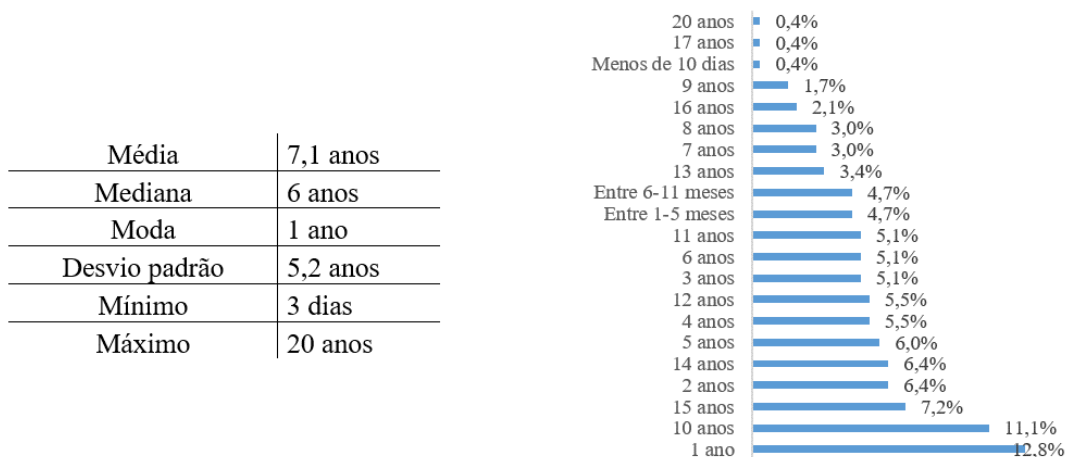 Média 7,1 anos
Mediana 6 anos
Moda 1 ano
Desvio padrão 5,2 anos
Mínimo 3 dias
Máximo 20 anos
20 anos 0,4%
17 anos 0,4%
Menos de 10 dias 0,4%
9 anos 1,7%
16 anos 2,1%
8 anos 3,0%
7 anos 3,0%
13 anos 3,4%
Entre 6-11 meses 4,7%
Entre 1-5 meses 4,7%
11 anos 5,1%
6 anos 5,1%
3 anos 5,1%
12 anos 5,5%
4 anos 5,5%
5 anos 6,0%
14 anos 6,4%
2 anos 6,4%
15 anos 7,2%
10 anos 11,1%
1 ano 12,8%